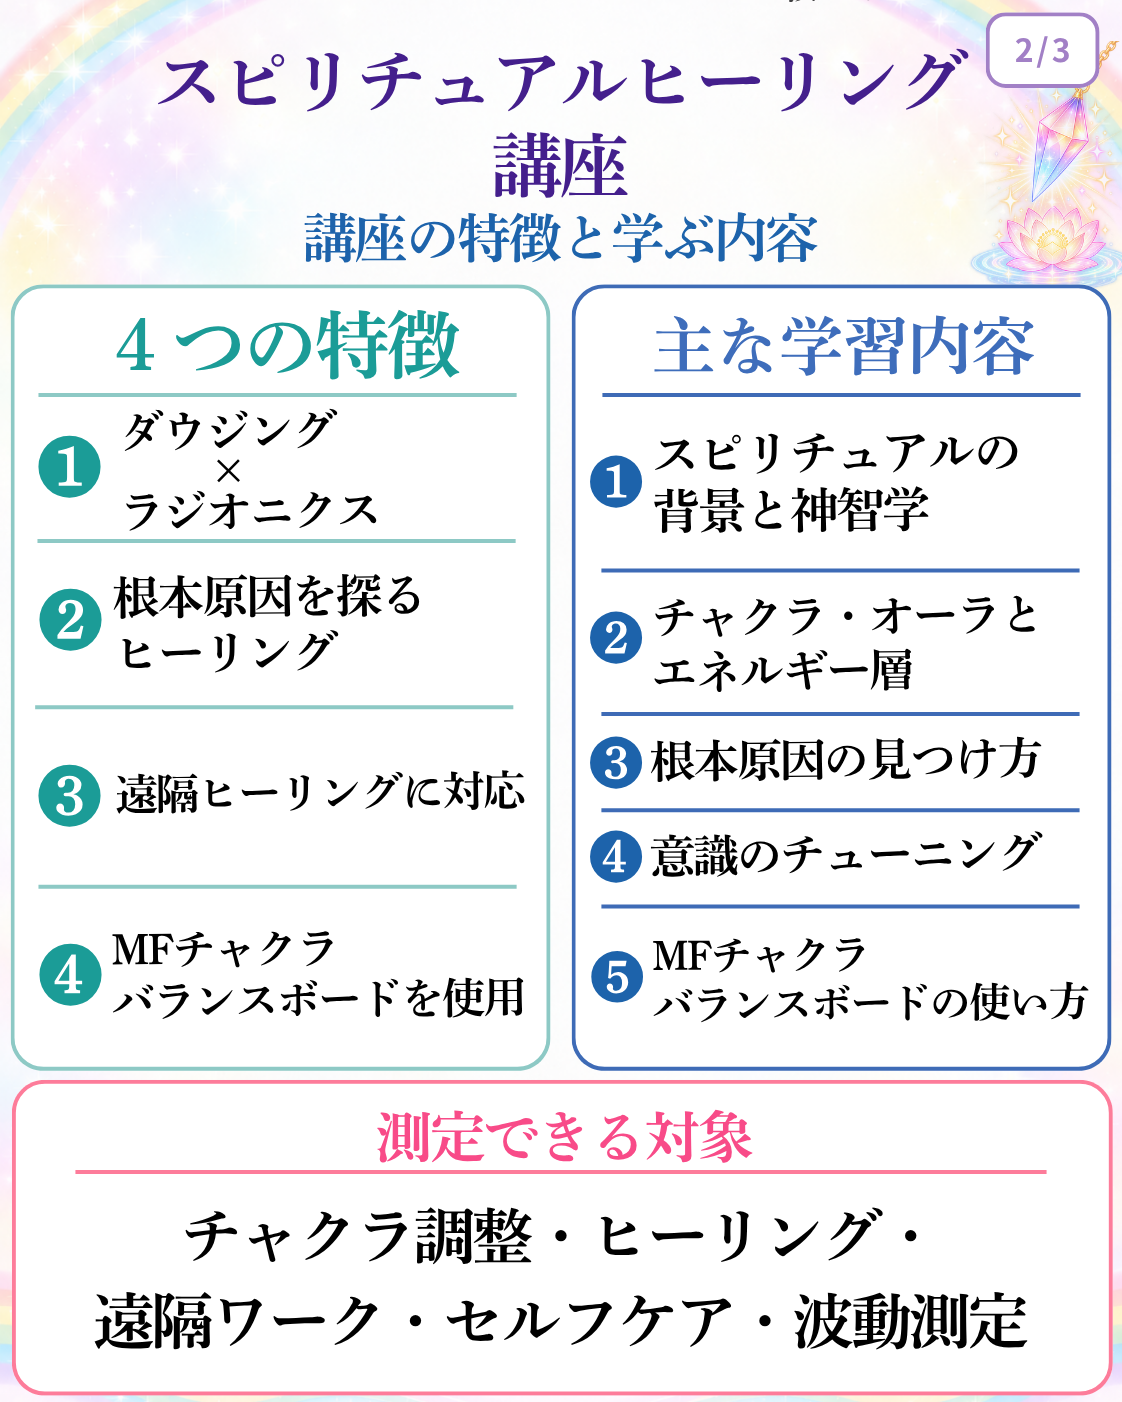 2/3
スピリチュアルヒーリング
講座
講座の特徴と学ぶ内容
4つの特徴
1 ダウジング
×
ラジオニクス
2 根本原因を探る
ヒーリング
3 遠隔ヒーリングに対応
4 MFチャクラ
バランスボードを使用
主な学習内容
1 スピリチュアルの
背景と神智学
2 チャクラ・オーラと
エネルギー層
3 根本原因の見つけ方
4 意識のチューニング
5 MFチャクラ
バランスボードの使い方
測定できる対象
チャクラ調整・ヒーリング・
遠隔ワーク・セルフケア・波動測定